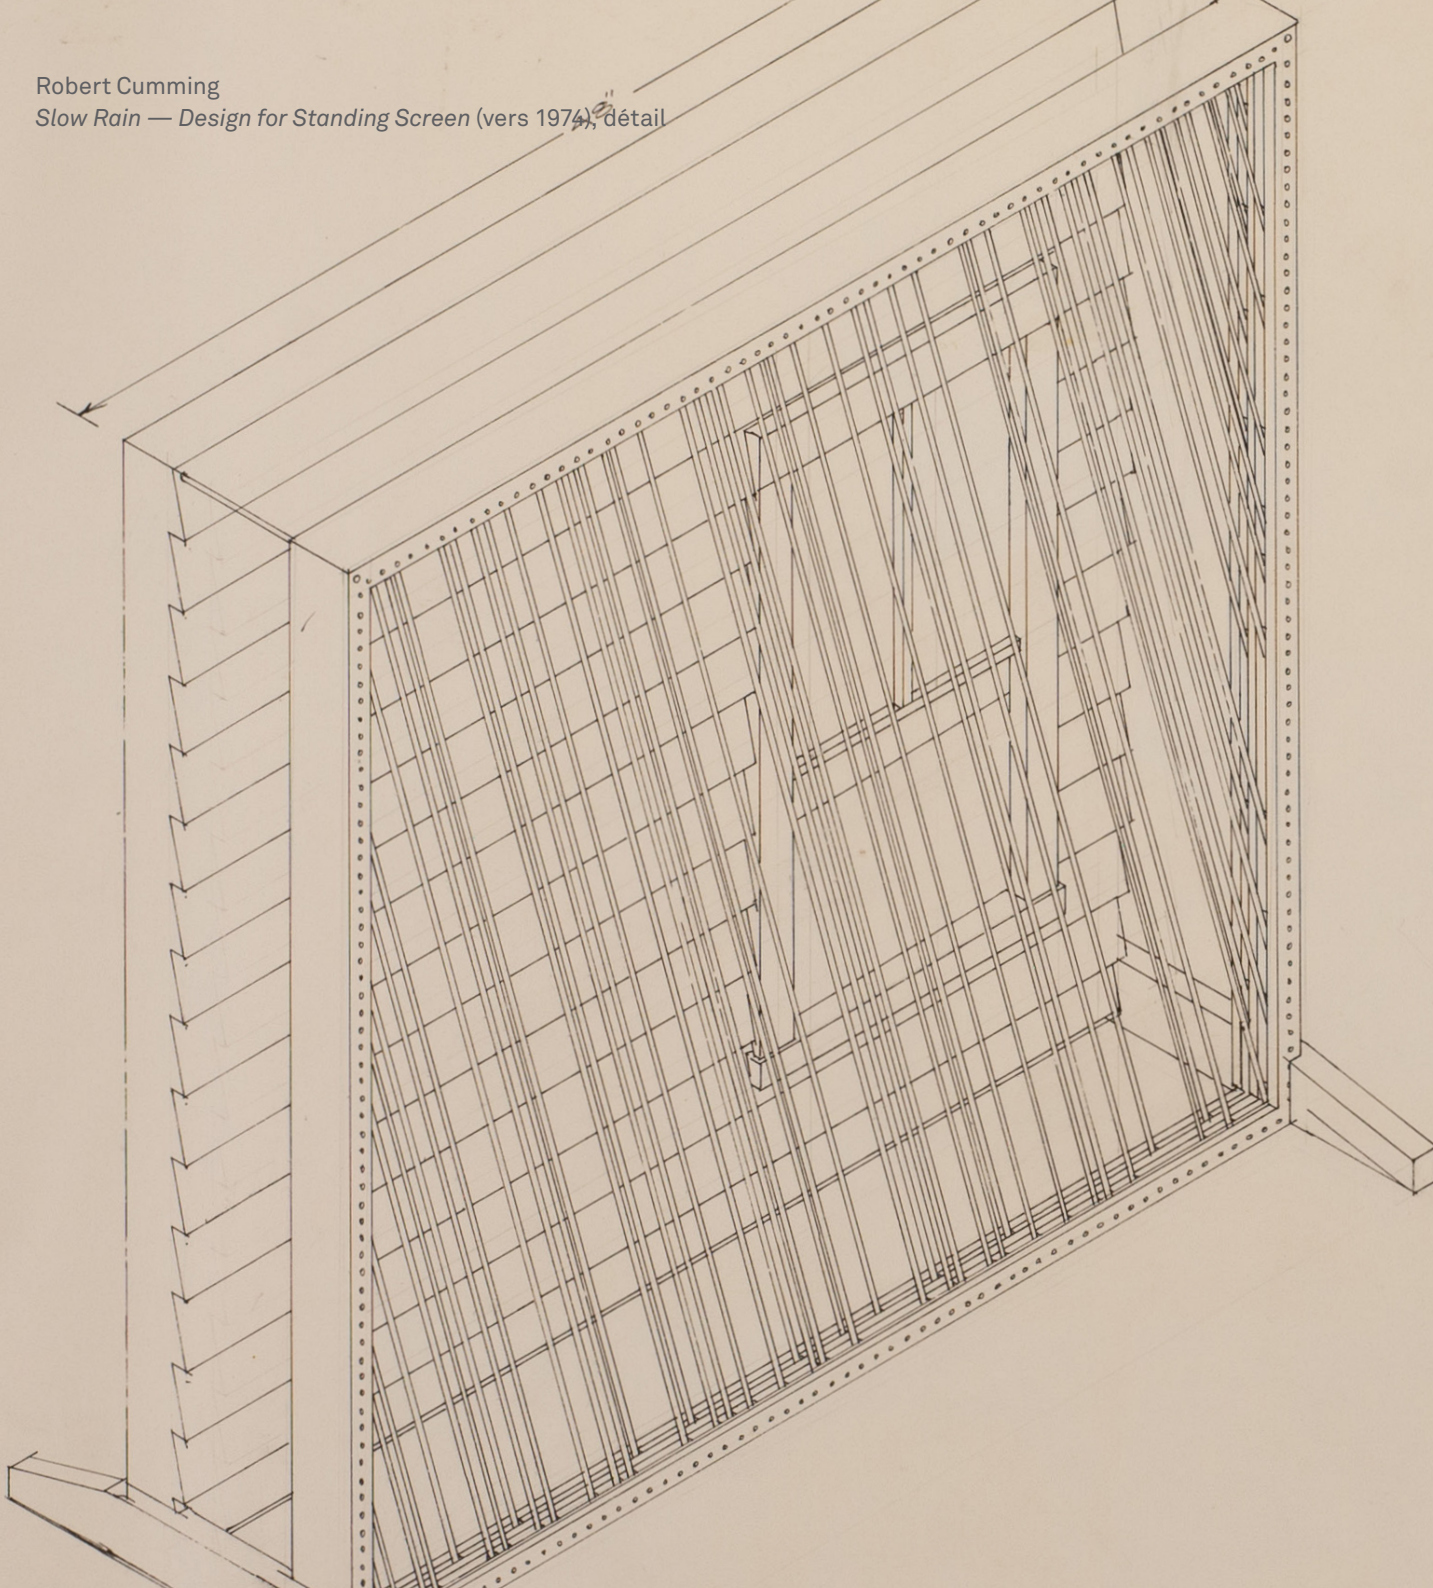 Robert Cumming
Slow Rain — Design for Standing Screen (vers 1974), détail